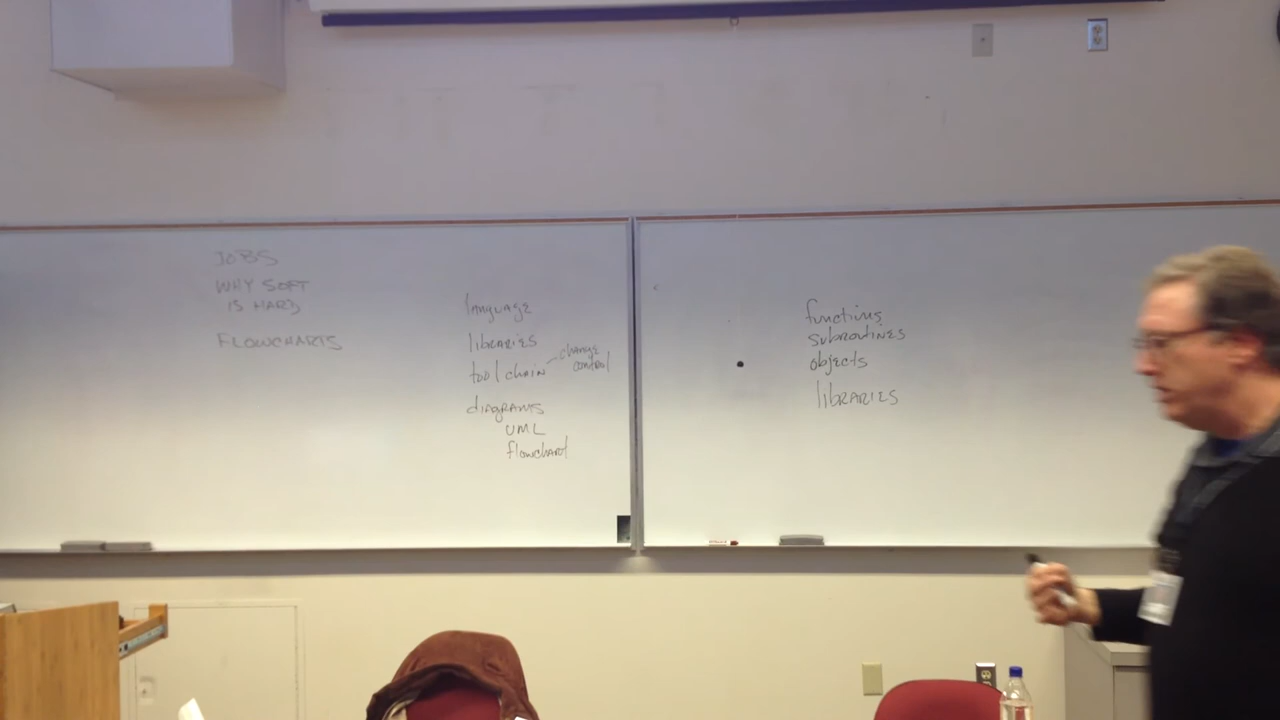 JOBS
WHY SOFT
IS HARD
FLOWCHARTS
language
libraries
tool chain
change
control
diagrams
UML
flowchart
functions
subroutines
objects
libraries